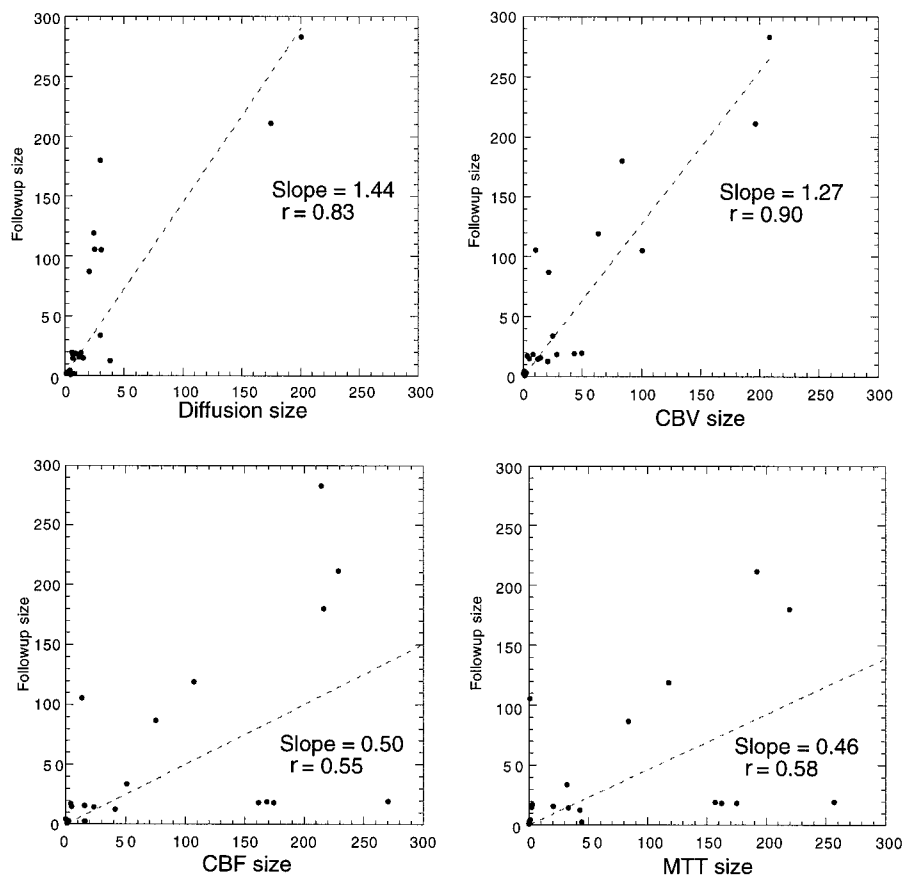 300
250
200
150
100
50
0
Followup size
Slope = 1.44
r = 0.83
0 50 100 150 200 250 300
Diffusion size
300
250
200
150
100
50
0
Followup size
Slope = 1.27
r = 0.90
0 50 100 150 200 250 300
CBV size
300
250
200
150
100
50
0
Followup size
Slope = 0.50
r = 0.55
0 50 100 150 200 250 300
CBF size
300
250
200
150
100
50
0
Followup size
Slope = 0.46
r = 0.58
0 50 100 150 200 250 300
MTT size